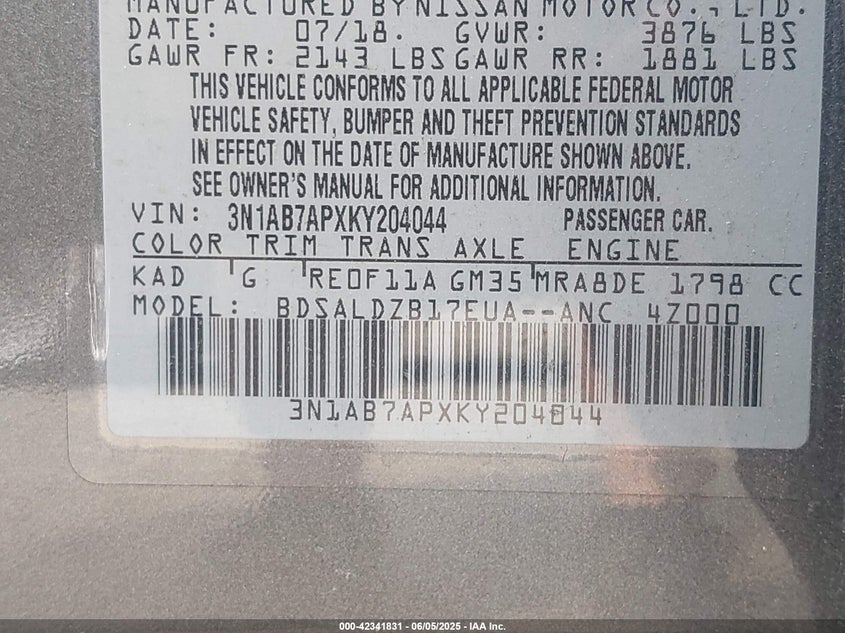 MANUFACTURED BY NISSAN MOTOR CO., LTD.
DATE: 07/18. GVWR: 3876 LBS
GAWR FR: 2143 LBS GAWR RR: 1881 LBS
THIS VEHICLE CONFORMS TO ALL APPLICABLE FEDERAL MOTOR
VEHICLE SAFETY, BUMPER AND THEFT PREVENTION STANDARDS
IN EFFECT ON THE DATE OF MANUFACTURE SHOWN ABOVE.
SEE OWNER'S MANUAL FOR ADDITIONAL INFORMATION.
VIN: 3N1AB7APXKY204044 PASSENGER CAR.
COLOR TRIM TRANS AXLE ENGINE
KAD G RE0F11A GM35 MRA8DE 1798 CC
MODEL: BDSALDZB17EUA--ANC 4Z000
3N1AB7APXKY204044
000-42341831 - 06/05/2025 - IAA Inc.